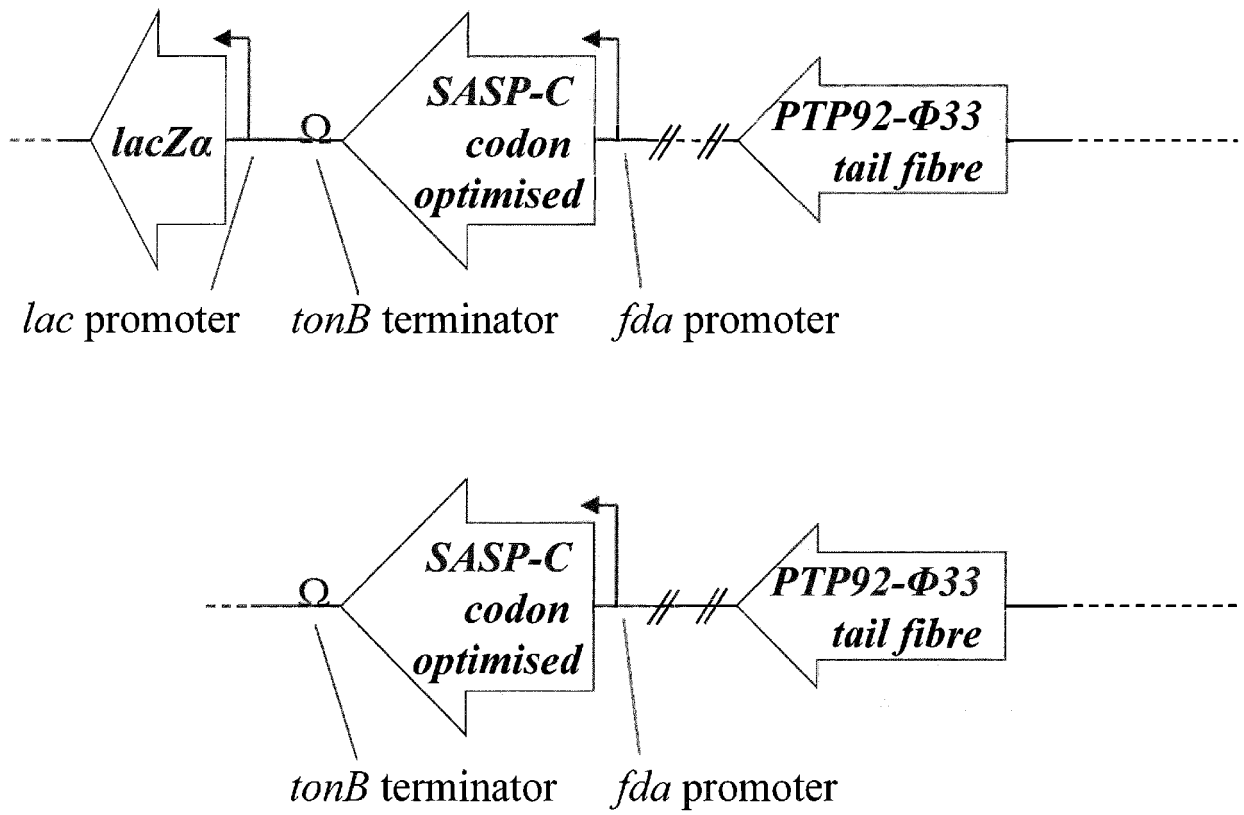 lacZα
Ω
SASP-C
codon
optimised
PTP92-Φ33
tail fibre
lac promoter
tonB terminator
fda promoter
Ω
SASP-C
codon
optimised
PTP92-Φ33
tail fibre
tonB terminator
fda promoter